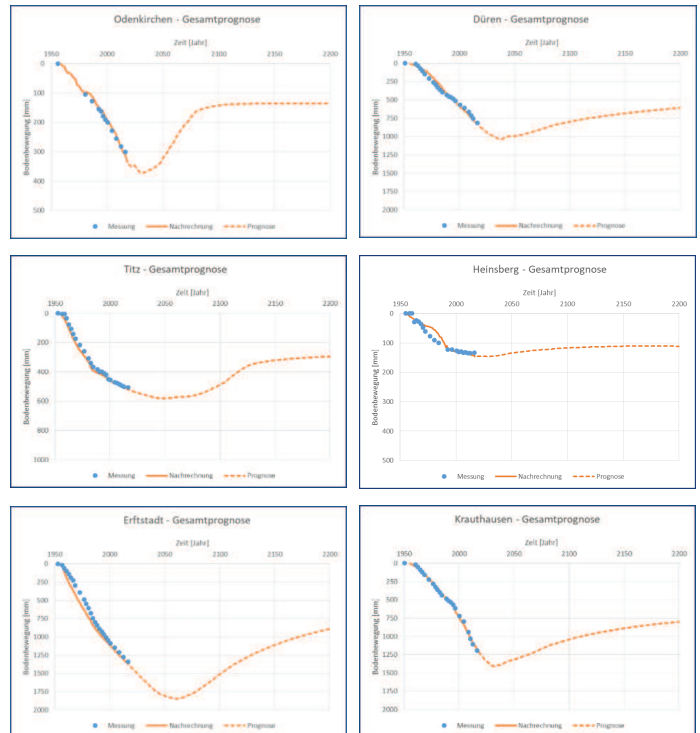 Odenkirchen - Gesamtprognose
Zeit [Jahr]
1950 2000 2050 2100 2150 2200
0
100
200
300
400
500
Bodenbewegung [mm]
Messung Nachrechnung Prognose
Düren - Gesamtprognose
Zeit [Jahr]
1950 2000 2050 2100 2150 2200
0
250
500
750
1000
1250
1500
1750
2000
Bodenbewegung [mm]
Messung Nachrechnung Prognose
Titz - Gesamtprognose
Zeit [Jahr]
1950 2000 2050 2100 2150 2200
0
200
400
600
800
1000
Bodenbewegung [mm]
Messung Nachrechnung Prognose
Heinsberg - Gesamtprognose
Zeit [Jahr]
1950 2000 2050 2100 2150 2200
0
100
200
300
400
500
Bodenbewegung [mm]
Messung Nachrechnung Prognose
Erftstadt - Gesamtprognose
Zeit [Jahr]
1950 2000 2050 2100 2150 2200
0
250
500
750
1000
1250
1500
1750
2000
Bodenbewegung [mm]
Messung Nachrechnung Prognose
Krauthausen - Gesamtprognose
Zeit [Jahr]
1950 2000 2050 2100 2150 2200
0
250
500
750
1000
1250
1500
1750
2000
Bodenbewegung [mm]
Messung Nachrechnung Prognose